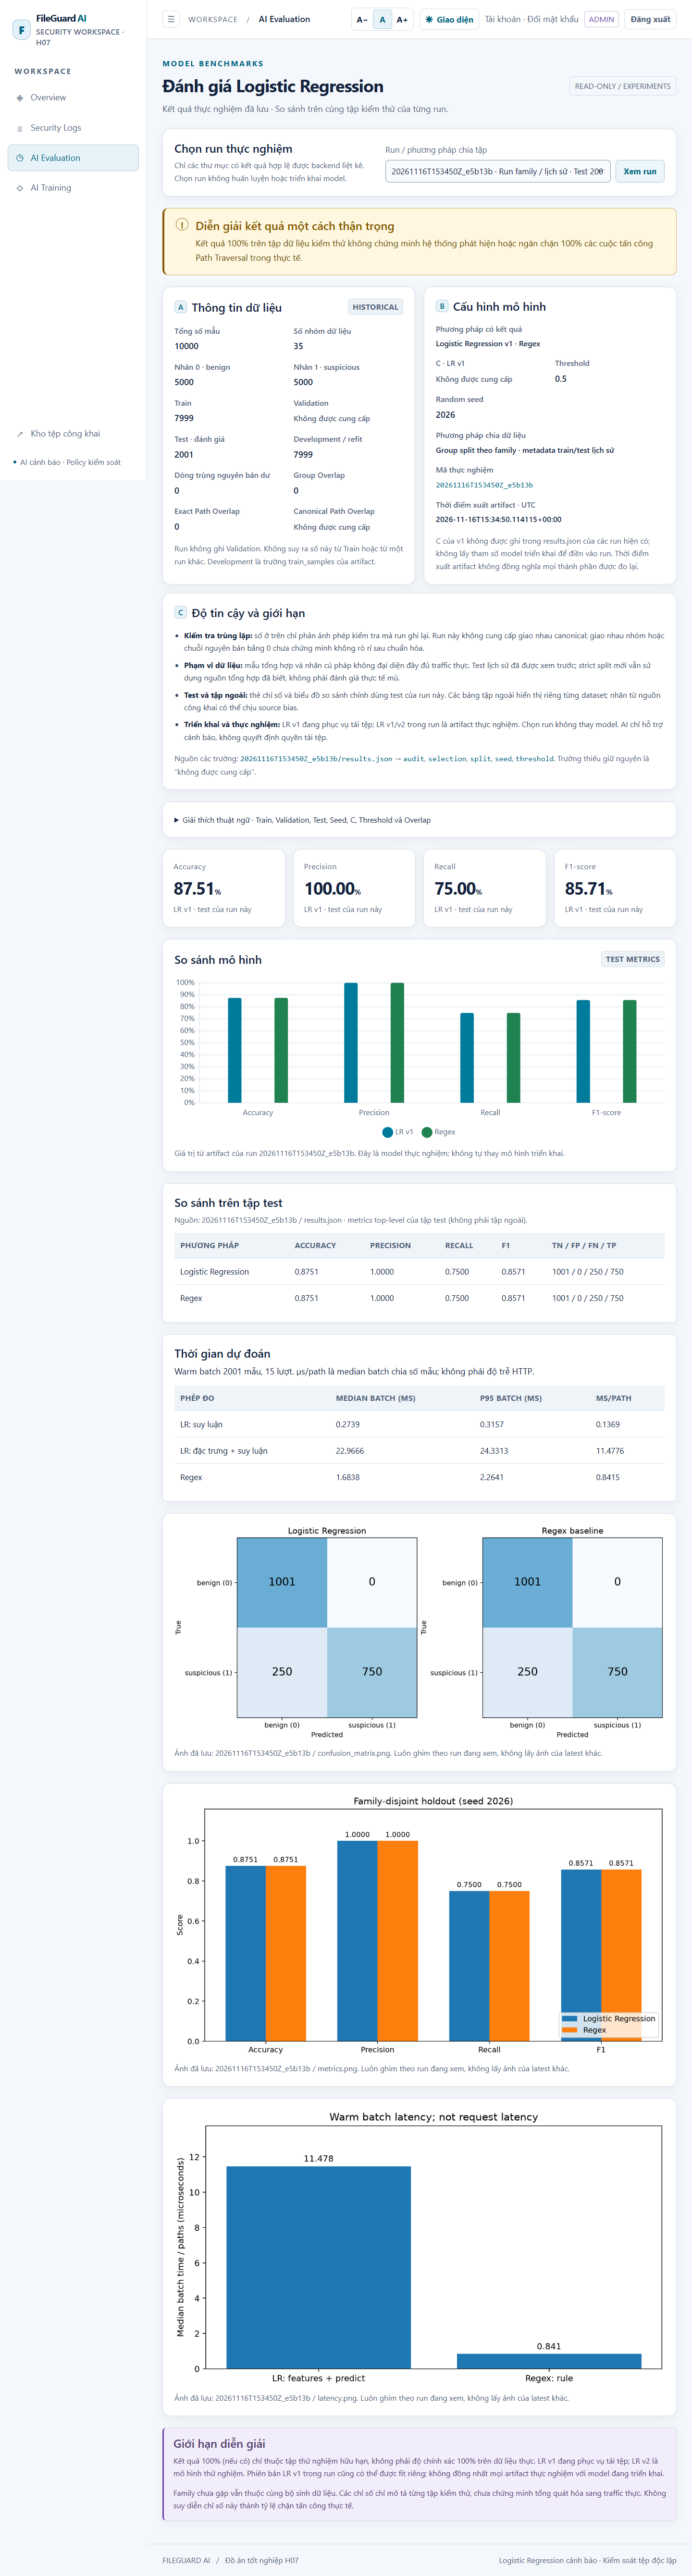 F
FileGuard AI
SECURITY WORKSPACE ·
H07
WORKSPACE
Overview
Security Logs
AI Evaluation
AI Training
Kho tệp công khai
AI cảnh báo · Policy kiểm soát
WORKSPACE / AI Evaluation
A− A A+
Giao diện
Tài khoản · Đổi mật khẩu
ADMIN
Đăng xuất
MODEL BENCHMARKS
Đánh giá Logistic Regression
READ-ONLY / EXPERIMENTS
Kết quả thực nghiệm đã lưu · So sánh trên cùng tập kiểm thử của từng run.
Chọn run thực nghiệm
Chỉ các thư mục có kết quả hợp lệ được backend liệt kê.
Chọn run không huấn luyện hoặc triển khai model.
Run / phương pháp chia tập
20261116T153450Z_e5b13b · Run family / lịch sử · Test 200
Xem run
Diễn giải kết quả một cách thận trọng
Kết quả 100% trên tập dữ liệu kiểm thử không chứng minh hệ thống phát hiện hoặc ngăn chặn 100% các cuộc tấn công
Path Traversal trong thực tế.
A Thông tin dữ liệu
HISTORICAL
Tổng số mẫu Số nhóm dữ liệu
10000 35
Nhãn 0 · benign Nhãn 1 · suspicious
5000 5000
Train Validation
7999 Không được cung cấp
Test · đánh giá Development / refit
2001 7999
Dòng trùng nguyên bản dư Group Overlap
0 0
Exact Path Overlap Canonical Path Overlap
0 Không được cung cấp
Run không ghi Validation. Không suy ra số này từ Train hoặc từ một
run khác. Development là trường train_samples của artifact.
B Cấu hình mô hình
Phương pháp có kết quả
Logistic Regression v1 · Regex
C · LR v1 Threshold
Không được cung cấp 0.5
Random seed
2026
Phương pháp chia dữ liệu
Group split theo family · metadata train/test lịch sử
Mã thực nghiệm
20261116T153450Z_e5b13b
Thời điểm xuất artifact · UTC
2026-11-16T15:34:50.114115+00:00
C của v1 không được ghi trong results.json của các run hiện có;
không lấy tham số model triển khai để điền vào run. Thời điểm
xuất artifact không đồng nghĩa mọi thành phần được đo lại.
C Độ tin cậy và giới hạn
Kiểm tra trùng lặp: số ở trên chỉ phản ánh phép kiểm tra mà run ghi lại. Run này không cung cấp giao nhau canonical; giao nhau nhóm hoặc
chuỗi nguyên bản bằng 0 chưa chứng minh không rò rỉ sau chuẩn hóa.
Phạm vi dữ liệu: mẫu tổng hợp và nhãn cú pháp không đại diện đầy đủ traffic thực. Test lịch sử đã được xem trước; strict split mới vẫn sử
dụng nguồn tổng hợp đã biết, không phải đánh giá thực tế mù.
Test và tập ngoài: thẻ chỉ số và biểu đồ so sánh chính dùng test của run này. Các bảng tập ngoài hiển thị riêng từng dataset; nhãn từ nguồn
công khai có thể chịu source bias.
Triển khai và thực nghiệm: LR v1 đang phục vụ tải tệp; LR v1/v2 trong run là artifact thực nghiệm. Chọn run không thay model. AI chỉ hỗ trợ
cảnh báo, không quyết định quyền tải tệp.
Nguồn các trường: 20261116T153450Z_e5b13b/results.json → audit, selection, split, seed, threshold. Trường thiếu giữ nguyên là
"không được cung cấp".
Giải thích thuật ngữ · Train, Validation, Test, Seed, C, Threshold và Overlap
Accuracy Precision Recall F1-score
87.51% 100.00% 75.00% 85.71%
LR v1 · test của run này LR v1 · test của run này LR v1 · test của run này LR v1 · test của run này
So sánh mô hình
TEST METRICS
100%
90%
80%
70%
60%
50%
40%
30%
20%
10%
0%
Accuracy Precision Recall F1-score
LR v1 Regex
Giá trị từ artifact của run 20261116T153450Z_e5b13b. Đây là model thực nghiệm; không tự thay mô hình triển khai.
So sánh trên tập test
Nguồn: 20261116T153450Z_e5b13b / results.json · metrics top-level của tập test (không phải tập ngoài).
PHƯƠNG PHÁP ACCURACY PRECISION RECALL F1 TN / FP / FN / TP
Logistic Regression 0.8751 1.0000 0.7500 0.8571 1001 / 0 / 250 / 750
Regex 0.8751 1.0000 0.7500 0.8571 1001 / 0 / 250 / 750
Thời gian dự đoán
Warm batch 2001 mẫu, 15 lượt. µs/path là median batch chia số mẫu; không phải độ trễ HTTP.
PHÉP ĐO MEDIAN BATCH (MS) P95 BATCH (MS) ΜS/PATH
LR: suy luận 0.2739 0.3157 0.1369
LR: đặc trưng + suy luận 22.9666 24.3313 11.4776
Regex 1.6838 2.2641 0.8415
Logistic Regression Regex baseline
benign (0) 1001 0 benign (0) 1001 0
True True
suspicious (1) 250 750 suspicious (1) 250 750
benign (0) suspicious (1) benign (0) suspicious (1)
Predicted Predicted
Ảnh đã lưu: 20261116T153450Z_e5b13b / confusion_matrix.png. Luôn ghim theo run đang xem, không lấy ảnh của latest khác.
Family-disjoint holdout (seed 2026)
1.0
0.8
0.6
0.4
0.2
0.0
Score
0.8751 0.8751 1.0000 1.0000 0.7500 0.7500 0.8571 0.8571
Logistic Regression
Regex
Accuracy Precision Recall F1
Ảnh đã lưu: 20261116T153450Z_e5b13b / metrics.png. Luôn ghim theo run đang xem, không lấy ảnh của latest khác.
Warm batch latency; not request latency
Median batch time / paths (microseconds)
12
10
8
6
4
2
0
11.478
0.841
LR: features + predict Regex: rule
Ảnh đã lưu: 20261116T153450Z_e5b13b / latency.png. Luôn ghim theo run đang xem, không lấy ảnh của latest khác.
Giới hạn diễn giải
Kết quả 100% (nếu có) chỉ thuộc tập thử nghiệm hữu hạn, không phải độ chính xác 100% trên dữ liệu thực. LR v1 đang phục vụ tải tệp; LR v2 là
mô hình thử nghiệm. Phiên bản LR v1 trong run cũng có thể được fit riêng; không đồng nhất mọi artifact thực nghiệm với model đang triển khai.
Family chưa gặp vẫn thuộc cùng bộ sinh dữ liệu. Các chỉ số chỉ mô tả từng tập kiểm thử, chưa chứng minh tổng quát hóa sang traffic thực. Không
suy diễn chỉ số này thành tỷ lệ chặn tấn công thực tế.
FILEGUARD AI / Đồ án tốt nghiệp H07
Logistic Regression cảnh báo · Kiểm soát tệp độc lập